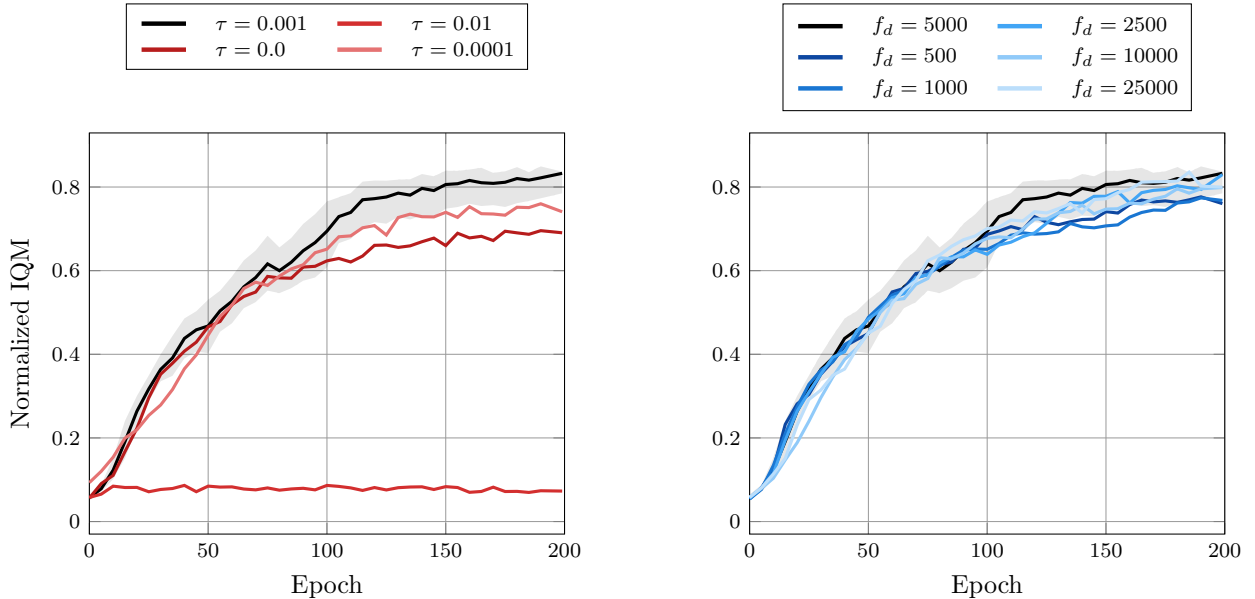 τ = 0.001 τ = 0.01
τ = 0.0 τ = 0.0001
Normalized IQM
0.8
0.6
0.4
0.2
0
0 50 100 150 200
Epoch
f_d = 5000 f_d = 2500
f_d = 500 f_d = 10000
f_d = 1000 f_d = 25000
0.8
0.6
0.4
0.2
0
0 50 100 150 200
Epoch